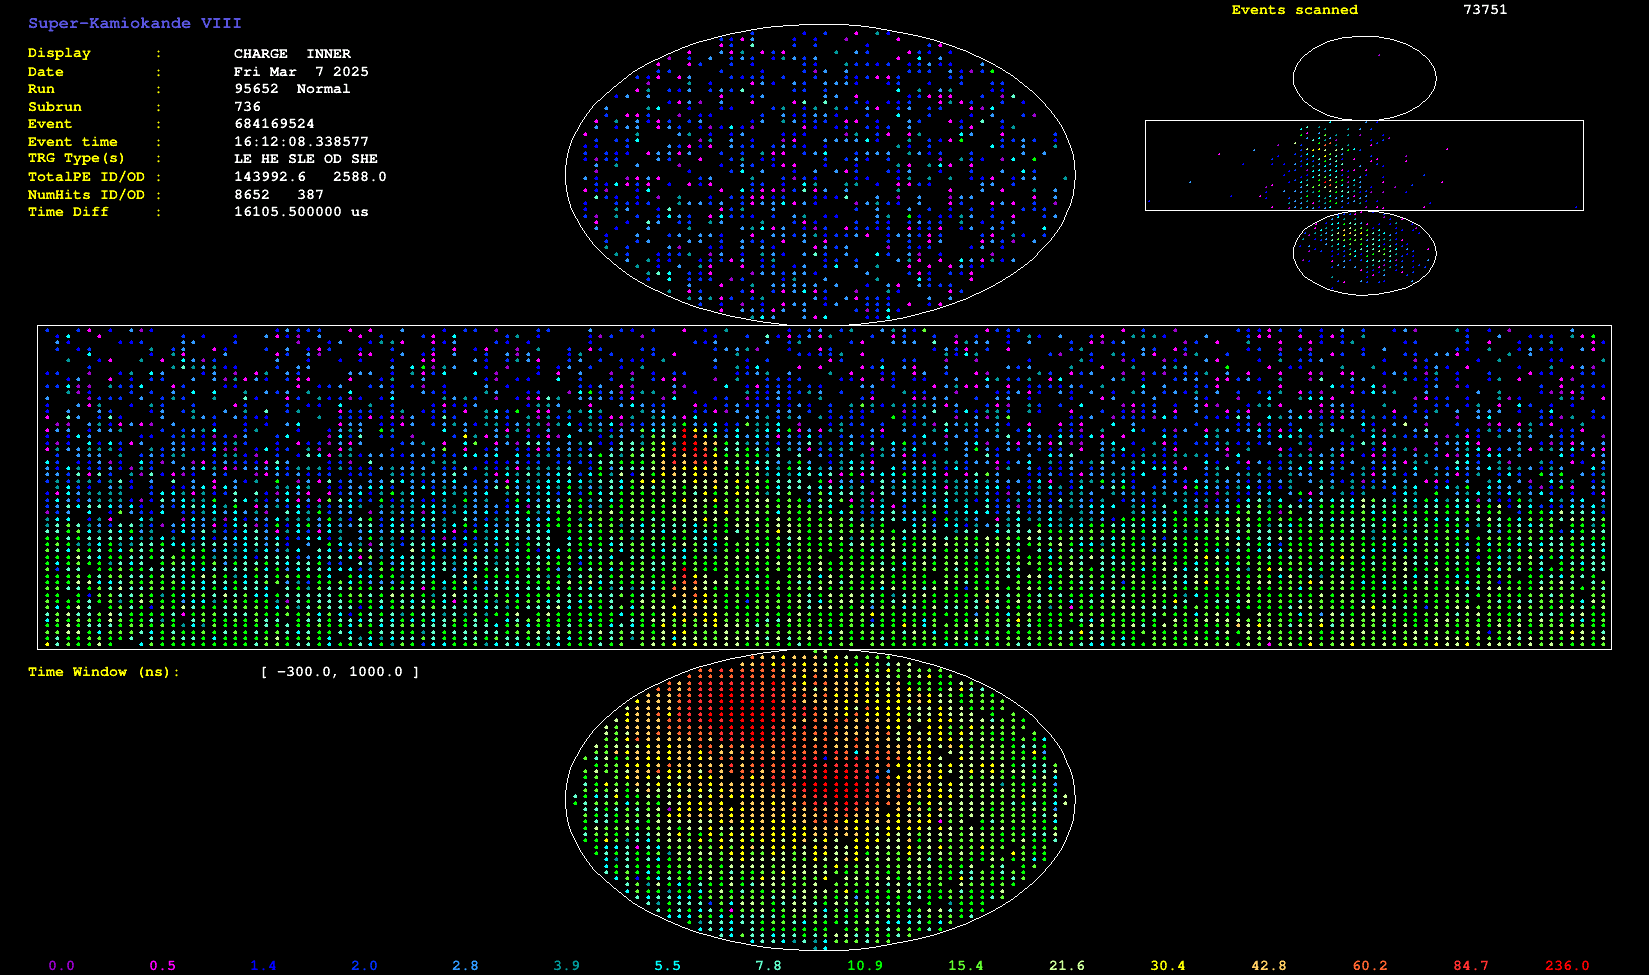 Super-Kamiokande VIII
Display : CHARGE INNER
Date : Fri Mar 7 2025
Run : 95652 Normal
Subrun : 736
Event : 684169524
Event time : 16:12:08.338577
TRG Type(s) : LE HE SLE OD SHE
TotalPE ID/OD : 143992.6 2588.0
NumHits ID/OD : 8652 387
Time Diff : 16105.500000 us
Events scanned 73751
Time Window (ns): [ -300.0, 1000.0 ]
0.0 0.5 1.4 2.0 2.8 3.9 5.5 7.8 10.9 15.4 21.6 30.4 42.8 60.2 84.7 236.0